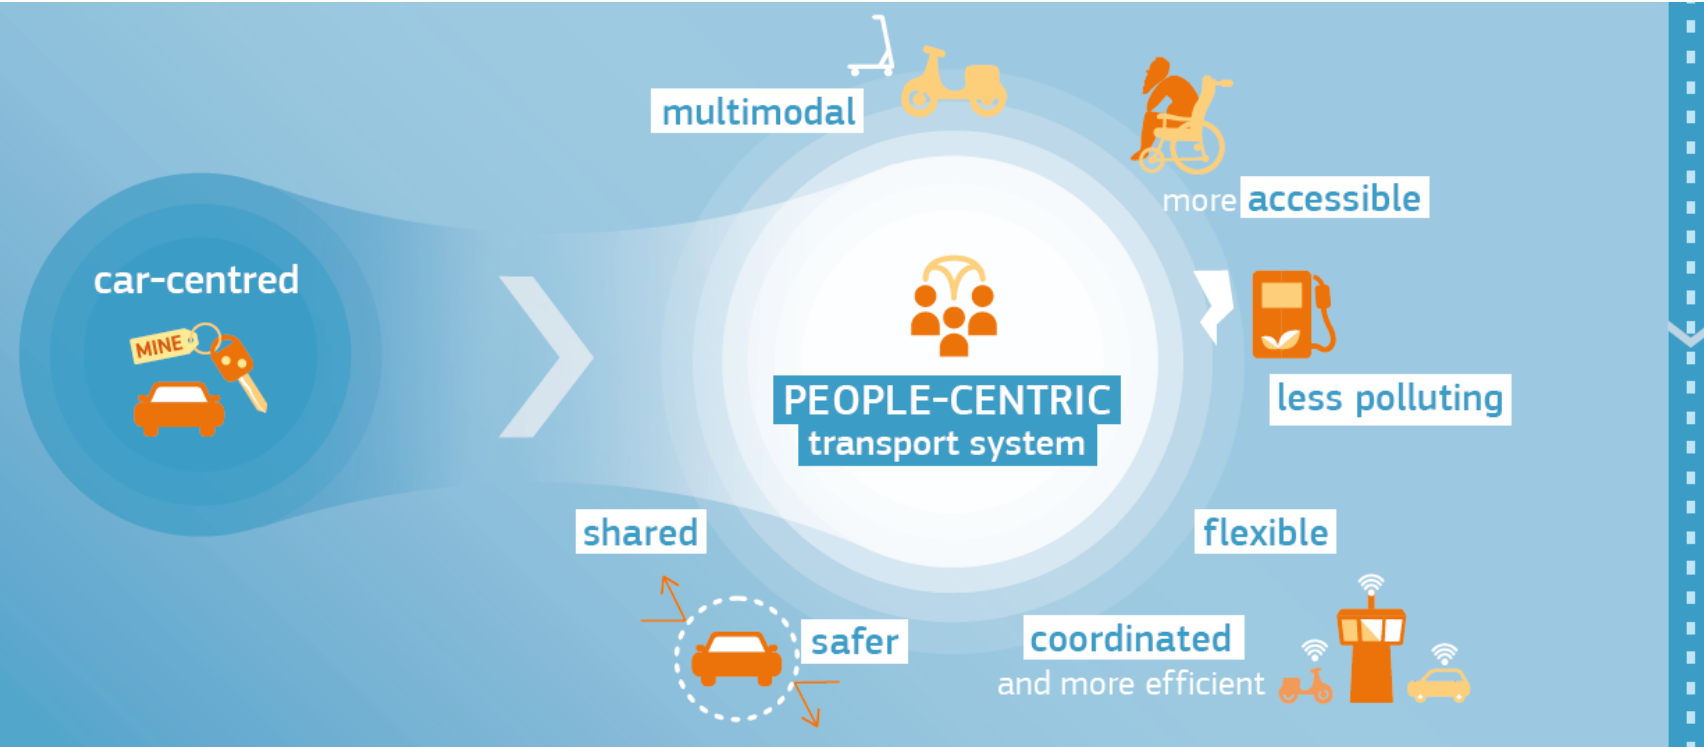 car-centred
MINE
multimodal
more accessible
PEOPLE-CENTRIC
transport system
less polluting
shared
flexible
safer
coordinated
and more efficient